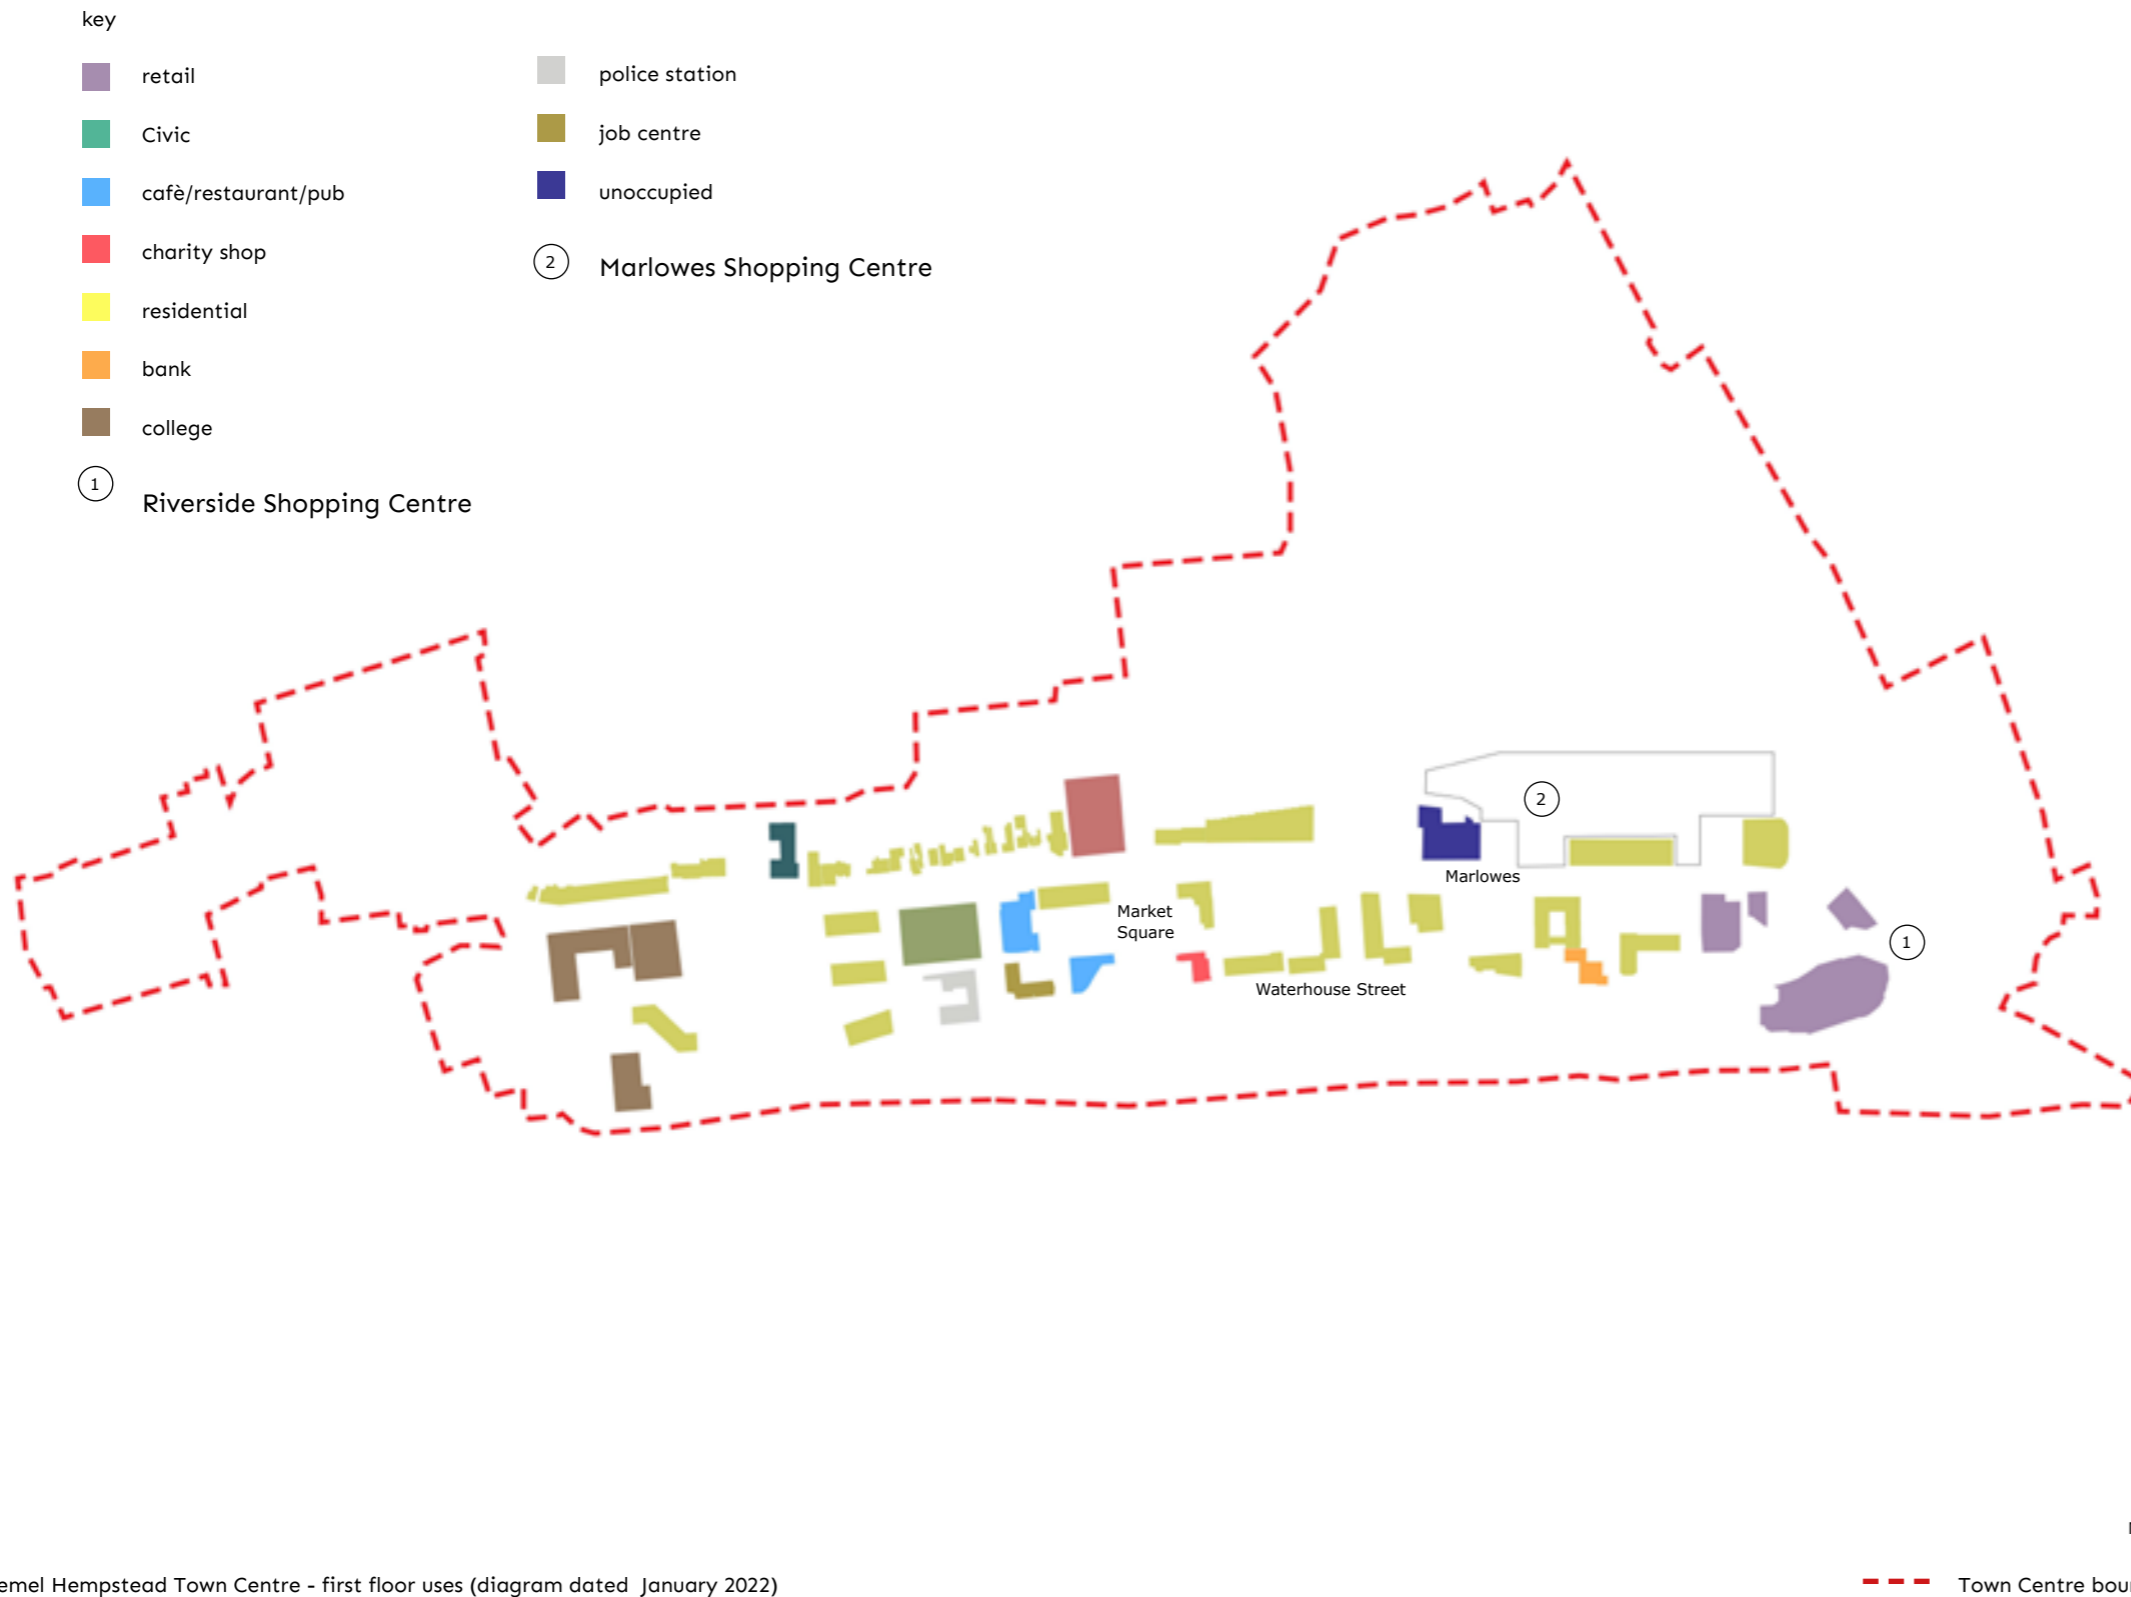 key
retail
Civic
cafè/restaurant/pub
charity shop
residential
bank
college
1
Riverside Shopping Centre
police station
job centre
unoccupied
2
Marlowes Shopping Centre
2
Marlowes
Market
Square
1
Waterhouse Street
emel Hempstead Town Centre - first floor uses (diagram dated January 2022)
Town Centre bou